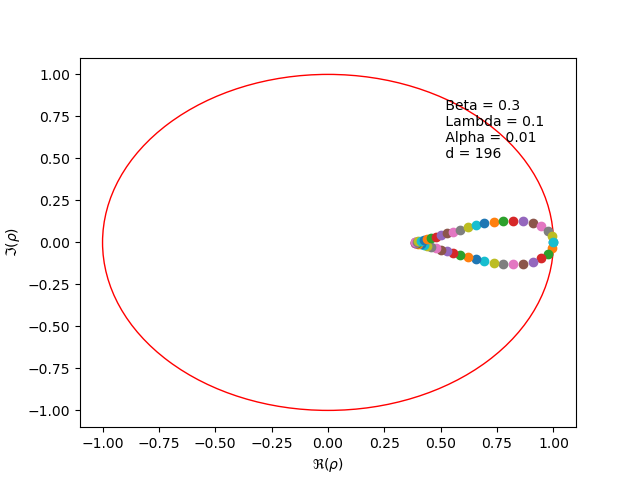 1.00
0.75
0.50
0.25
0.00
−0.25
−0.50
−0.75
−1.00
ℑ(ρ)
Beta = 0.3
Lambda = 0.1
Alpha = 0.01
d = 196
−1.00 −0.75 −0.50 −0.25 0.00 0.25 0.50 0.75 1.00
ℜ(ρ)